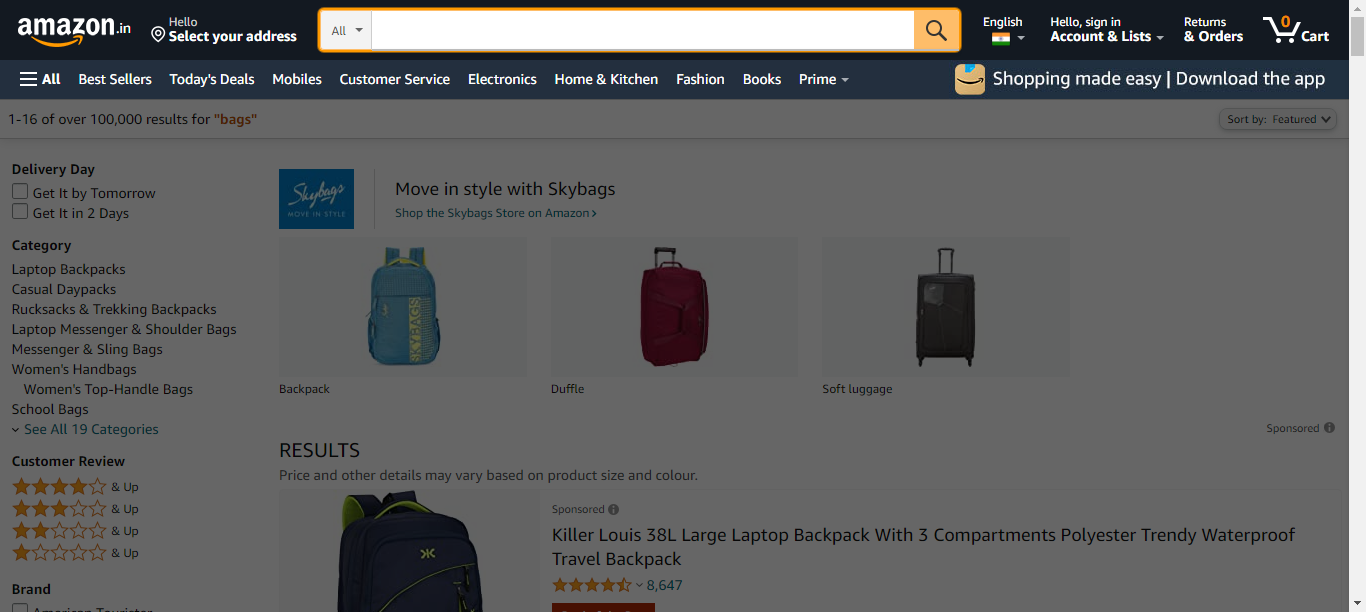 amazon.in
Hello
Select your address
All
English
Hello, sign in
Account & Lists
Returns
& Orders
0
Cart
All
Best Sellers
Today's Deals
Mobiles
Customer Service
Electronics
Home & Kitchen
Fashion
Books
Prime
Shopping made easy | Download the app
1-16 of over 100,000 results for "bags"
Sort by: Featured
Delivery Day
Get It by Tomorrow
Get It in 2 Days
Category
Laptop Backpacks
Casual Daypacks
Rucksacks & Trekking Backpacks
Laptop Messenger & Shoulder Bags
Messenger & Sling Bags
Women's Handbags
Women's Top-Handle Bags
School Bags
See All 19 Categories
Customer Review
& Up
& Up
& Up
& Up
Brand
American Tourister
Skybags
MOVE IN STYLE
Move in style with Skybags
Shop the Skybags Store on Amazon
SKYBAGS
Backpack
Duffle
Soft luggage
Sponsored
RESULTS
Price and other details may vary based on product size and colour.
Sponsored
Killer Louis 38L Large Laptop Backpack With 3 Compartments Polyester Trendy Waterproof
Travel Backpack
8,647